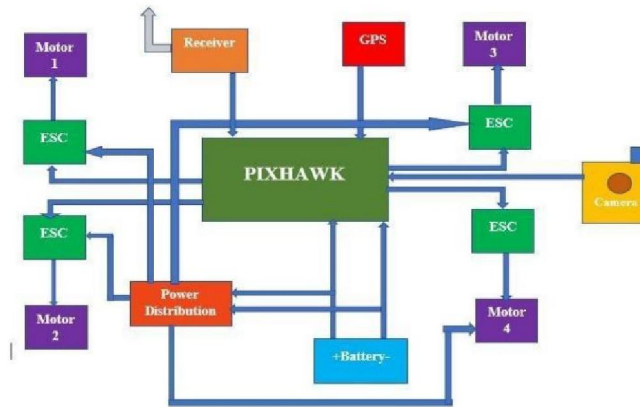 Motor
1
Receiver
GPS
Motor
3
ESC
ESC
PIXHAWK
Camera
ESC
ESC
Power
Distribution
Motor
2
Motor
4
+Battery-